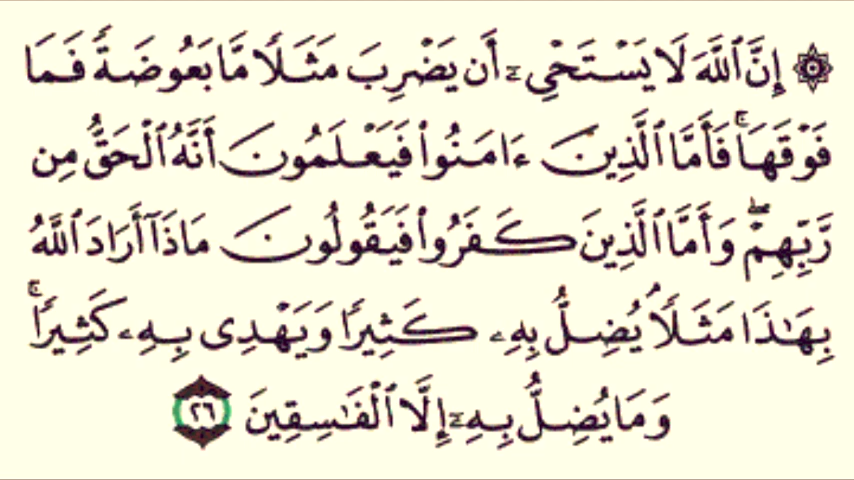 ۞ إِنَّ ٱللَّهَ لَا يَسْتَحْىِۦٓ أَن يَضْرِبَ مَثَلًا مَّا بَعُوضَةً فَمَا
فَوْقَهَا ۚ فَأَمَّا ٱلَّذِينَ ءَامَنُوا۟ فَيَعْلَمُونَ أَنَّهُ ٱلْحَقُّ مِن
رَّبِّهِمْ ۖ وَأَمَّا ٱلَّذِينَ كَفَرُوا۟ فَيَقُولُونَ مَاذَآ أَرَادَ ٱللَّهُ
بِهَـٰذَا مَثَلًا ۘ يُضِلُّ بِهِۦ كَثِيرًا وَيَهْدِى بِهِۦ كَثِيرًا ۚ
وَمَا يُضِلُّ بِهِۦٓ إِلَّا ٱلْفَـٰسِقِينَ ٢٦